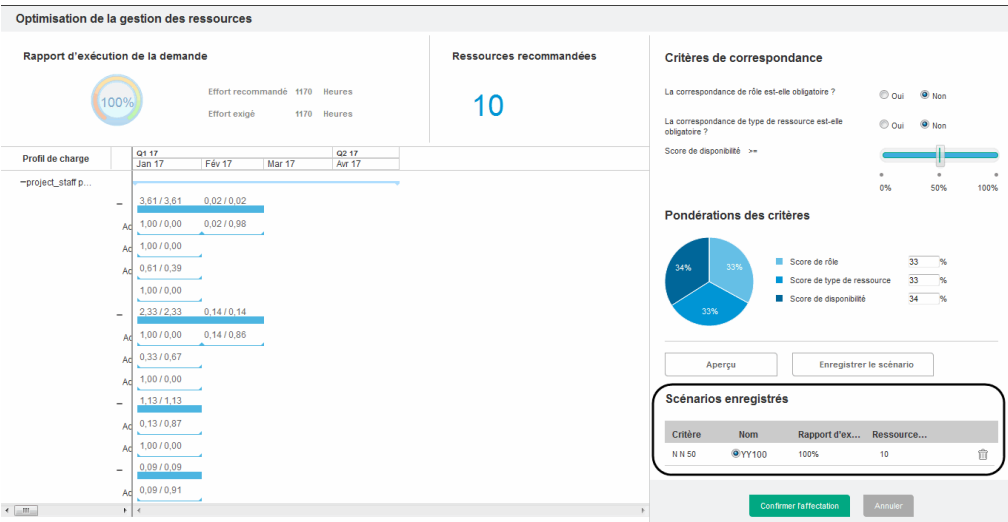 Optimisation de la gestion des ressources
Rapport d'exécution de la demande
100%
Effort recommandé 1170 Heures
Effort exigé 1170 Heures
Ressources recommandées
10
Profil de charge
Q1 17 Q2 17
Jan 17 Fév 17 Mar 17 Avr 17
project_staff p...
3,61 / 3,61 0,02 / 0,02
Ad 1,00 / 0,00 0,02 / 0,98
Ad 1,00 / 0,00
Ad 0,61 / 0,39
1,00 / 0,00
2,33 / 2,33 0,14 / 0,14
Ad 1,00 / 0,00 0,14 / 0,86
Ad 0,33 / 0,67
Ad 1,00 / 0,00
1,13 / 1,13
Ad 0,13 / 0,87
Ad 1,00 / 0,00
0,09 / 0,09
Ad 0,09 / 0,91
Critères de correspondance
La correspondance de rôle est-elle obligatoire ? Oui Non
La correspondance de type de ressource est-elle
obligatoire ? Oui Non
Score de disponibilité >=
0% 50% 100%
Pondérations des critères
34% 33% 33%
Score de rôle 33 %
Score de type de ressource 33 %
Score de disponibilité 34 %
Aperçu Enregistrer le scénario
Scénarios enregistrés
Critère Nom Rapport d'ex... Ressource...
N N 50 YY100 100% 10
Confirmer l'affectation Annuler